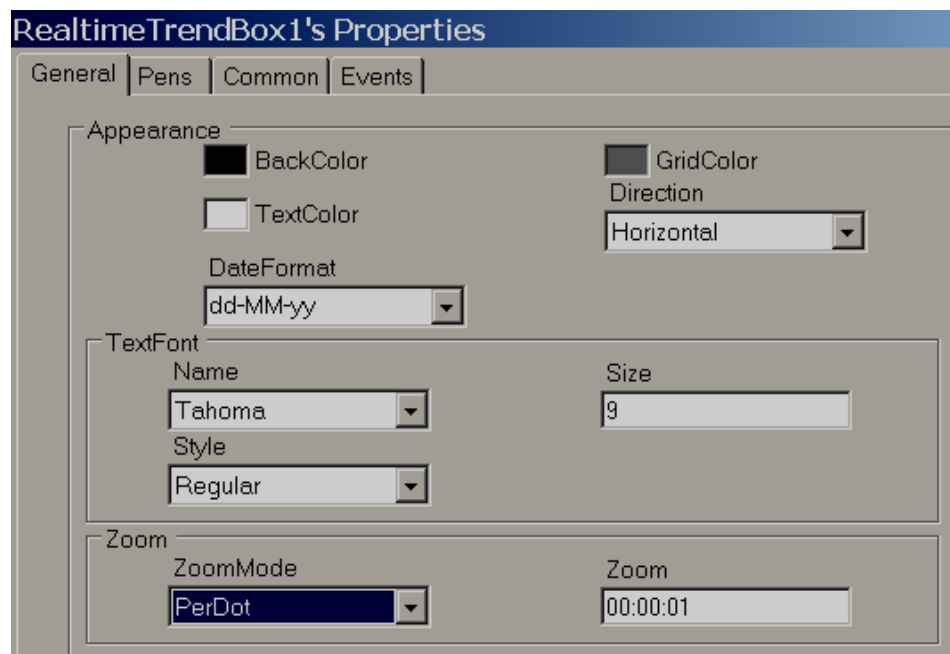 RealtimeTrendBox1's Properties
General Pens Common Events
Appearance
BackColor GridColor
TextColor Direction
Horizontal
DateFormat
dd-MM-yy
TextFont
Name Size
Tahoma 9
Style
Regular
Zoom
ZoomMode Zoom
PerDot 00:00:01